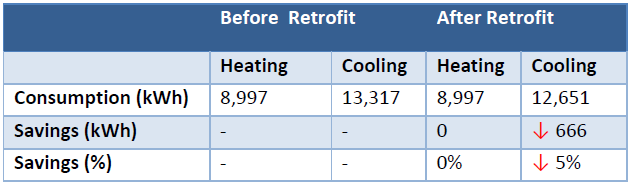 Before Retrofit After Retrofit
Heating Cooling Heating Cooling
Consumption (kWh) 8,997 13,317 8,997 12,651
Savings (kWh) - - 0 ↓ 666
Savings (%) - - 0% ↓ 5%